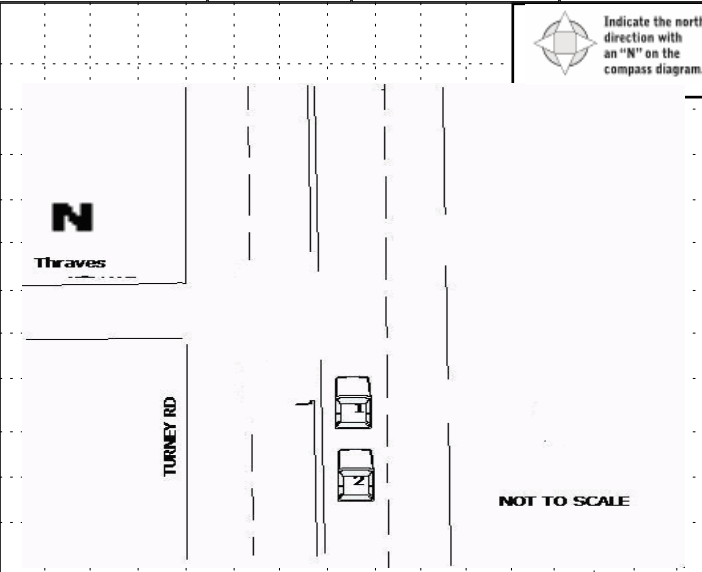 Indicate the north
direction with
an “N” on the
compass diagram.
N
Thraves
1
TURNEY RD
2
NOT TO SCALE